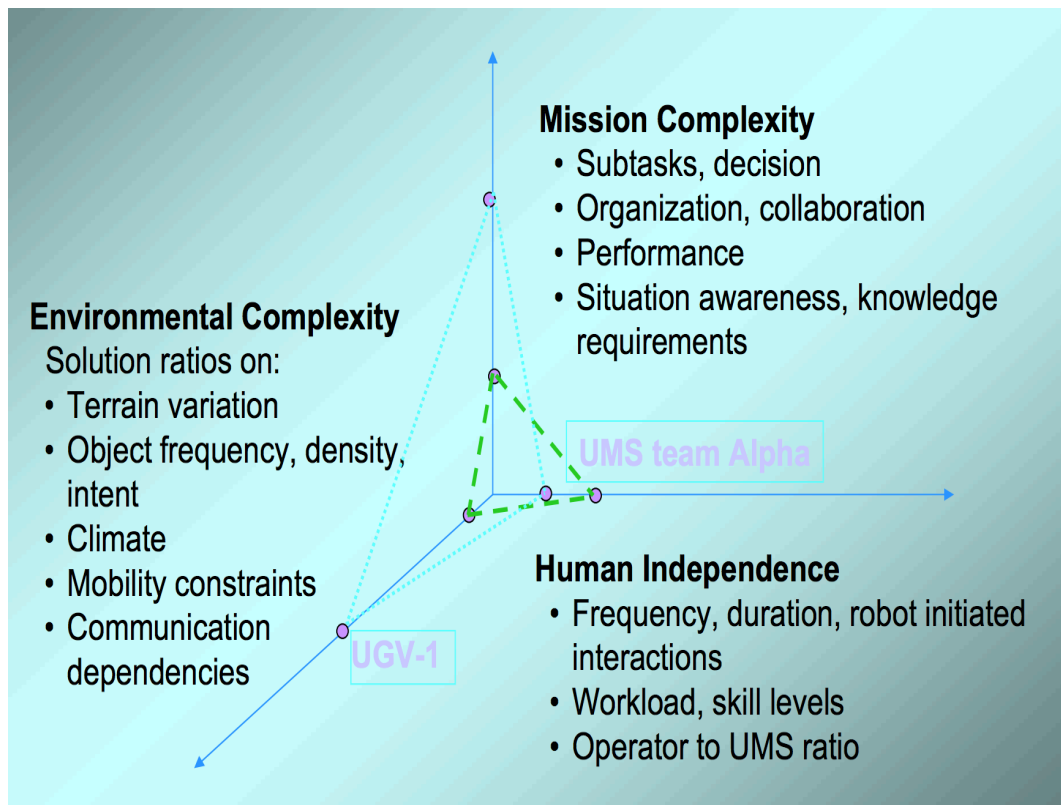 Mission Complexity
• Subtasks, decision
• Organization, collaboration
• Performance
• Situation awareness, knowledge
requirements
Environmental Complexity
Solution ratios on:
• Terrain variation
• Object frequency, density,
intent
• Climate
• Mobility constraints
• Communication
dependencies
UMS team Alpha
UGV-1
Human Independence
• Frequency, duration, robot initiated
interactions
• Workload, skill levels
• Operator to UMS ratio